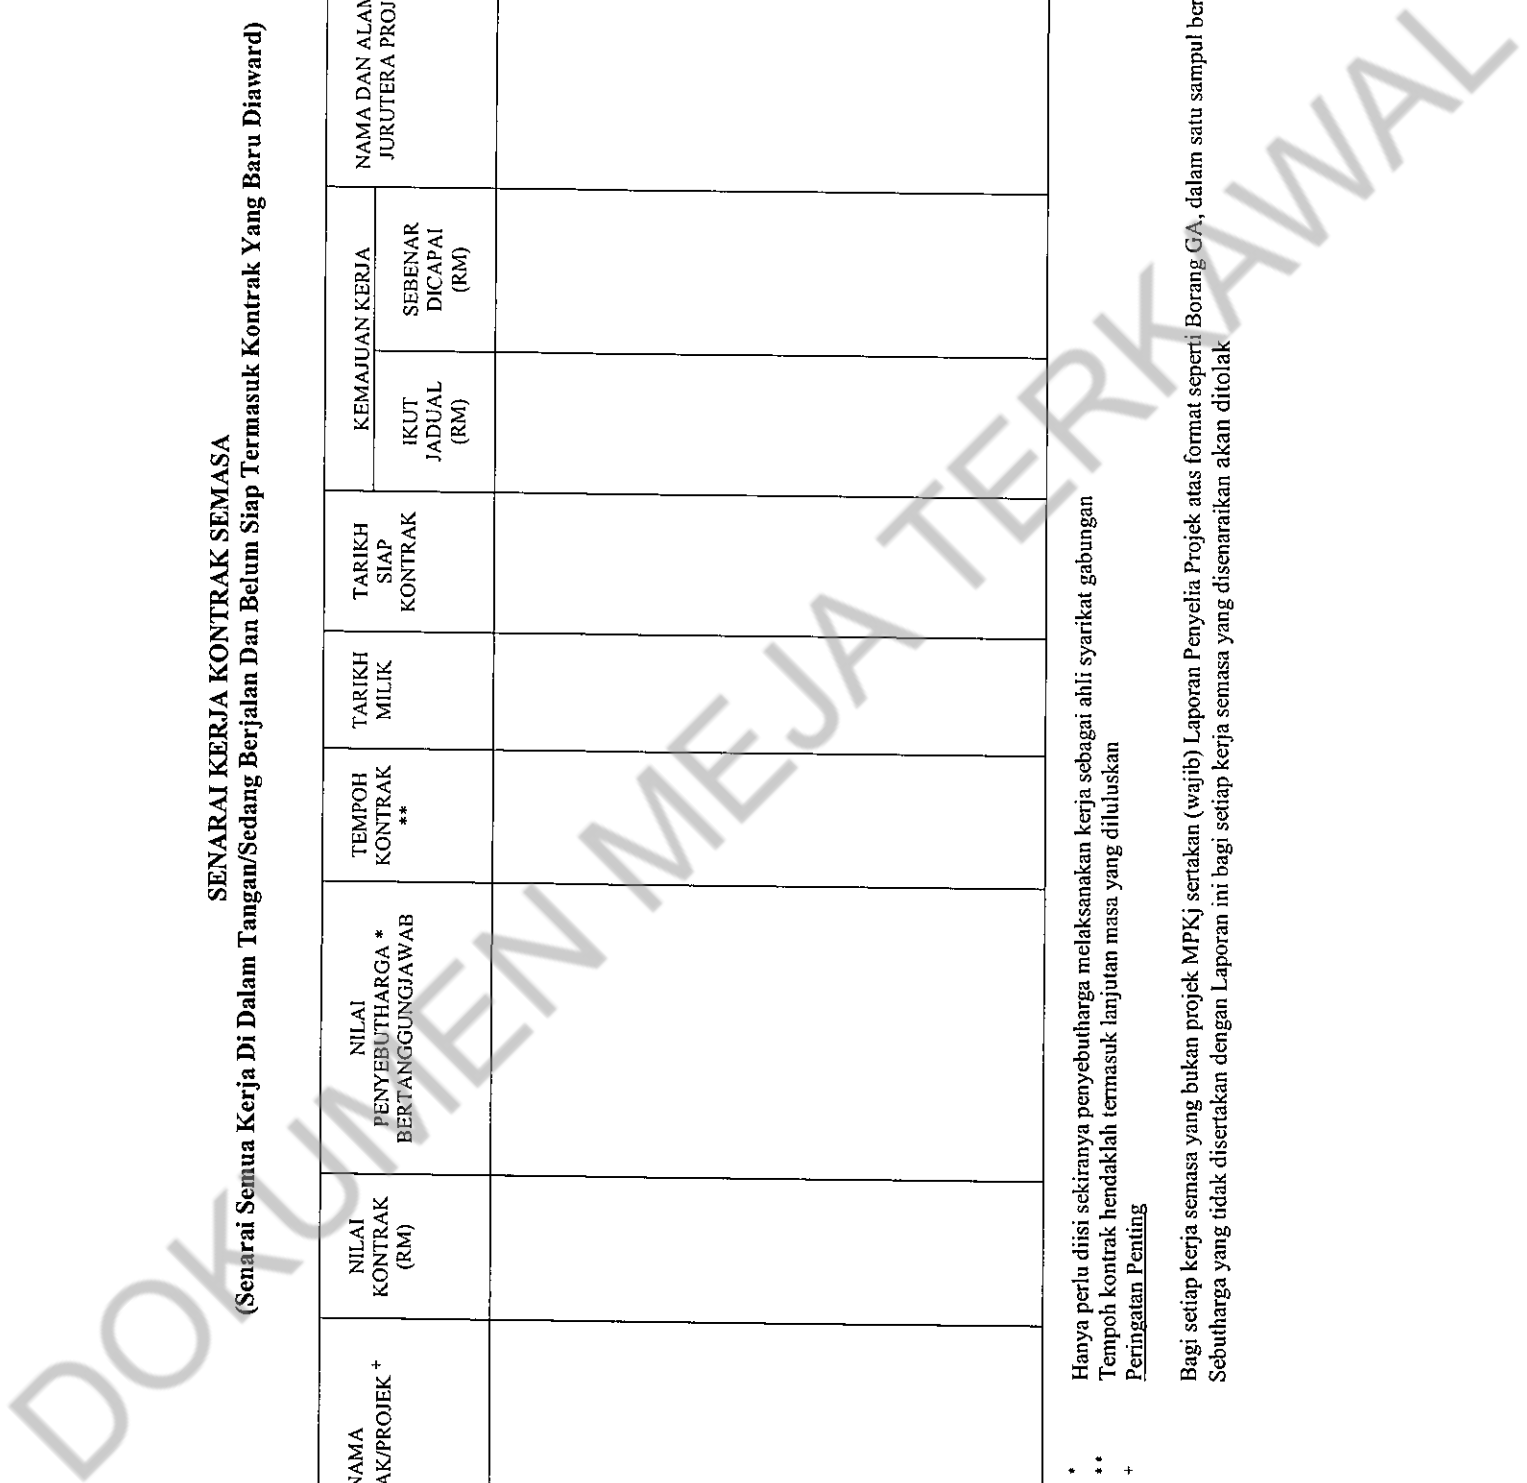 SENARAI KERJA KONTRAK SEMASA
(Senarai Semua Kerja Di Dalam Tangan/Sedang Berjalan Dan Belum Siap Termasuk Kontrak Yang Baru Diaward)
NAMA
AK/PROJEK +
NILAI
KONTRAK
(RM)
NILAI
PENYEBUTHARGA *
BERTANGGUNGJAWAB
TEMPOH
KONTRAK
**
TARIKH
MILIK
TARIKH
SIAP
KONTRAK
KEMAJUAN KERJA
IKUT
JADUAL
(RM)
SEBENAR
DICAPAI
(RM)
NAMA DAN ALAM
JURUTERA PROJ
* Hanya perlu diisi sekiranya penyebutharga melaksanakan kerja sebagai ahli syarikat gabungan
** Tempoh kontrak hendaklah termasuk lanjutan masa yang diluluskan
+ Peringatan Penting
Bagi setiap kerja semasa yang bukan projek MPKj sertakan (wajib) Laporan Penyelia Projek atas format seperti Borang GA, dalam satu sampul ber
Sebutharga yang tidak disertakan dengan Laporan ini bagi setiap kerja semasa yang disenaraikan akan ditolak
DOKUMEN MEJA TERKAWAL